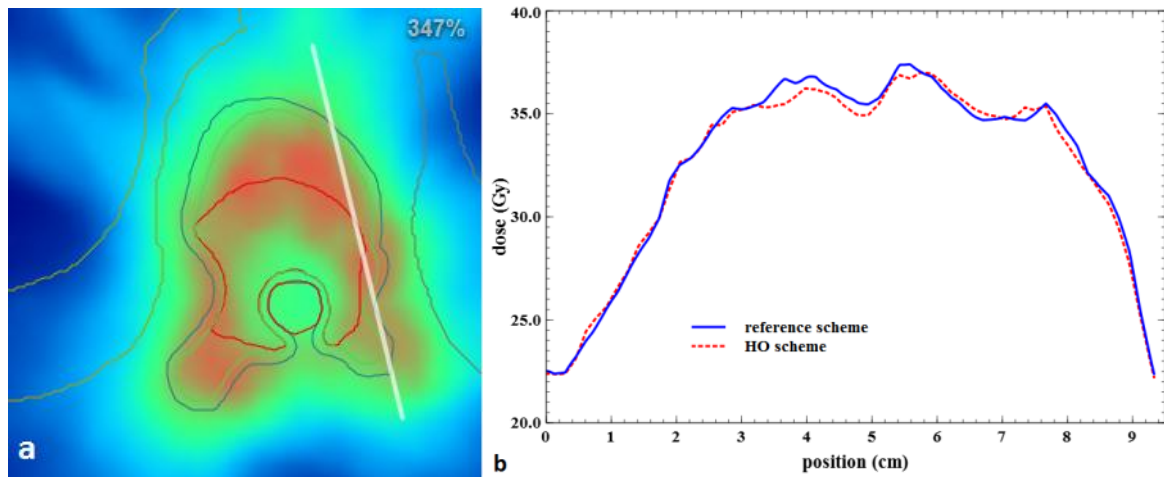 347%
a
40.0
35.0
30.0
25.0
20.0
dose (Gy)
reference scheme
HO scheme
0 1 2 3 4 5 6 7 8 9
position (cm)
b